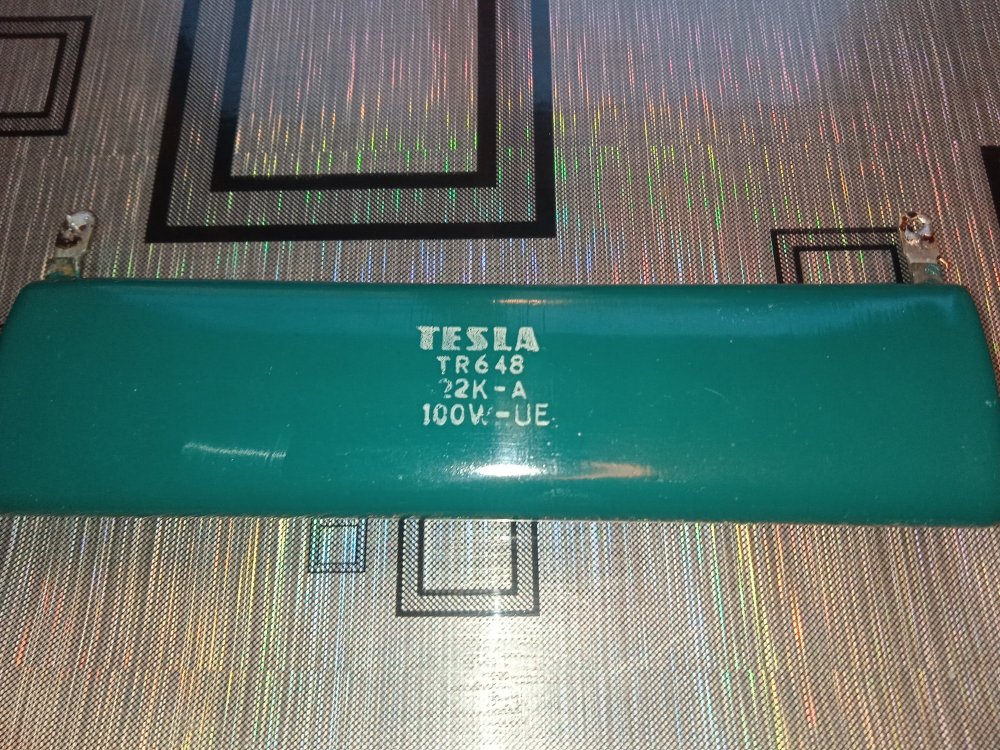 TESLA
TR648
22K-A
100W-UE